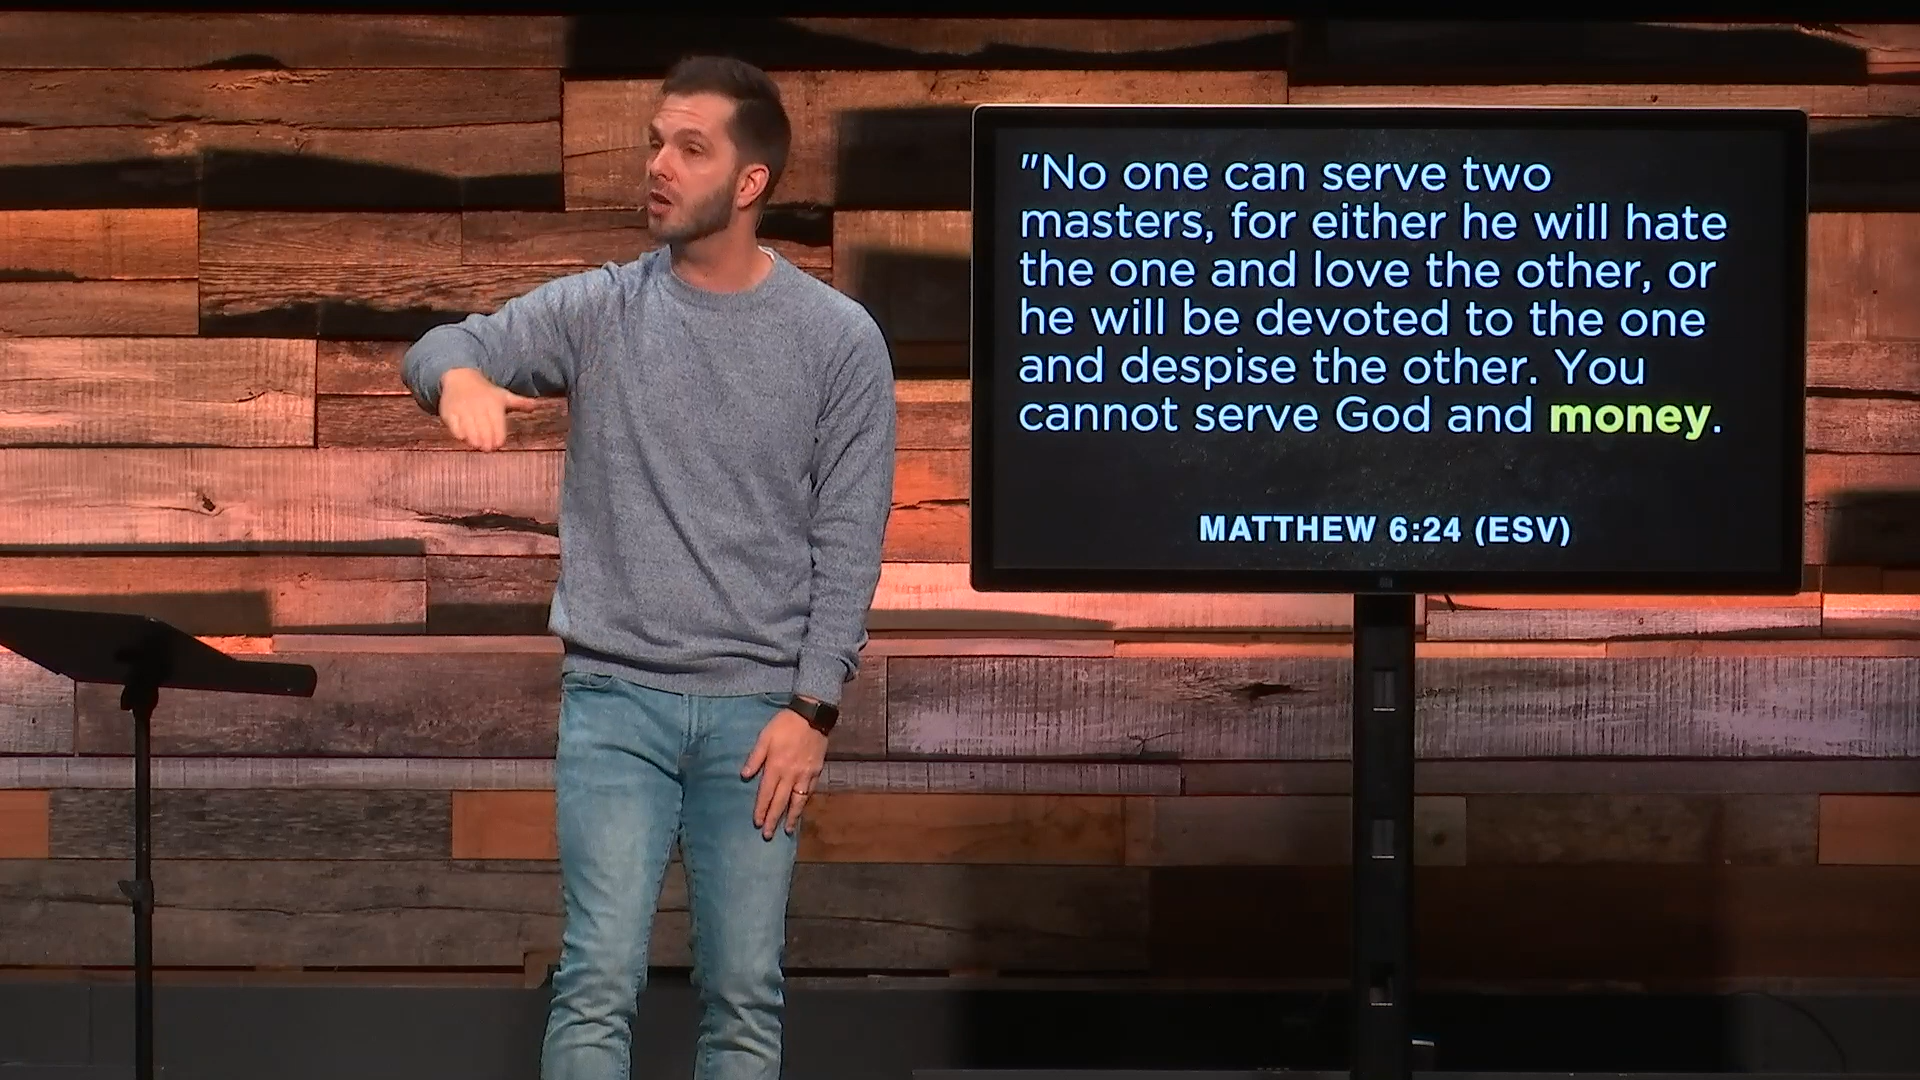 "No one can serve two
masters, for either he will hate
the one and love the other, or
he will be devoted to the one
and despise the other. You
cannot serve God and money.
MATTHEW 6:24 (ESV)